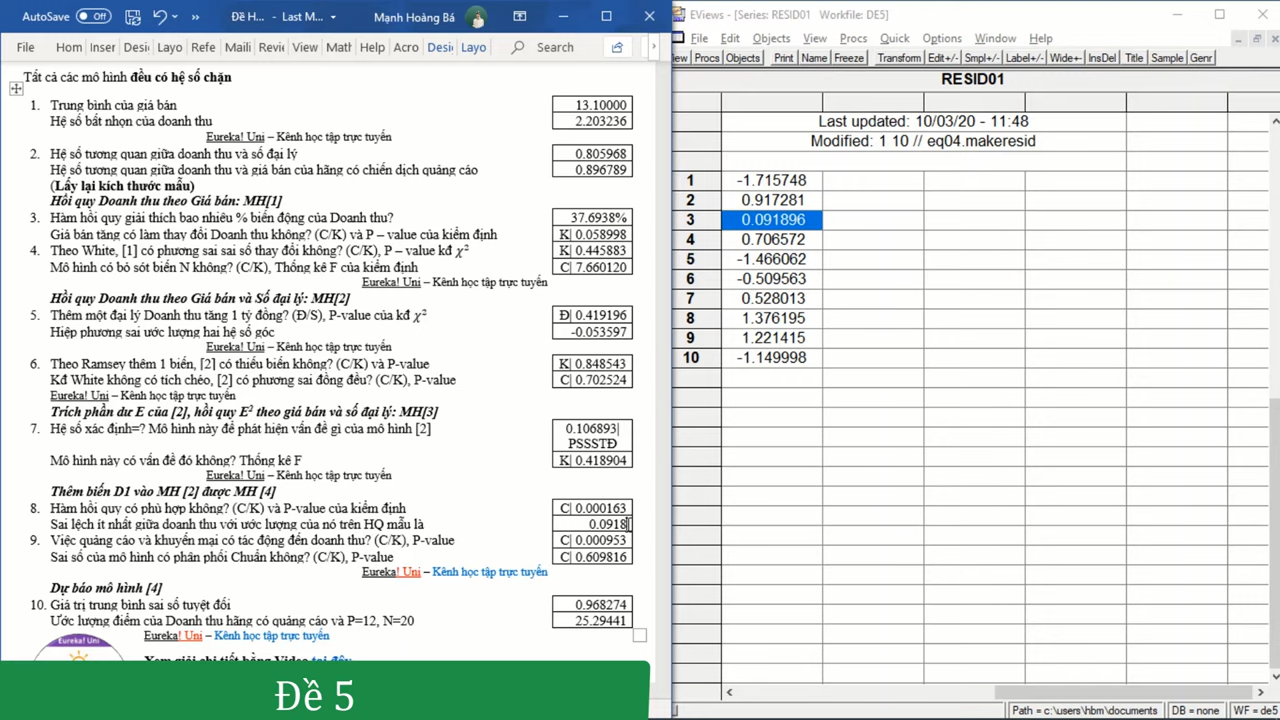 AutoSave Off » Đề H... - Last M... Mạnh Hoàng Bá
File Hom Inser Desi Layo Refe Maili Revi View Math Help Acro Desi Layo Search
Tất cả các mô hình đều có hệ số chặn
1. Trung bình của giá bán 13.10000
Hệ số bất nhọn của doanh thu 2.203236
Eureka! Uni – Kênh học tập trực tuyến
2. Hệ số tương quan giữa doanh thu và số đại lý 0.805968
Hệ số tương quan giữa doanh thu và giá bán của hãng có chiến dịch quảng cáo 0.896789
(Lấy lại kích thước mẫu)
Hồi quy Doanh thu theo Giá bán: MH[1]
3. Hàm hồi quy giải thích bao nhiêu % biến động của Doanh thu? 37.6938%
Giá bán tăng có làm thay đổi Doanh thu không? (C/K) và P – value của kiểm định K| 0.058998
4. Theo White, [1] có phương sai sai số thay đổi không? (C/K), P – value kđ χ² K| 0.445883
Mô hình có bỏ sót biến N không? (C/K), Thống kê F của kiểm định C| 7.660120
Eureka! Uni – Kênh học tập trực tuyến
Hồi quy Doanh thu theo Giá bán và Số đại lý: MH[2]
5. Thêm một đại lý Doanh thu tăng 1 tỷ đồng? (Đ/S), P-value của kđ χ² Đ| 0.419196
Hiệp phương sai ước lượng hai hệ số góc -0.053597
Eureka! Uni – Kênh học tập trực tuyến
6. Theo Ramsey thêm 1 biến, [2] có thiếu biến không? (C/K) và P-value K| 0.848543
Kđ White không có tích chéo, [2] có phương sai đồng đều? (C/K), P-value C| 0.702524
Eureka! Uni – Kênh học tập trực tuyến
Trích phần dư E của [2], hồi quy E² theo giá bán và số đại lý: MH[3]
7. Hệ số xác định=? Mô hình này để phát hiện vấn đề gì của mô hình [2] 0.106893|
PSSSTĐ
Mô hình này có vấn đề đó không? Thống kê F K| 0.418904
Eureka! Uni – Kênh học tập trực tuyến
Thêm biến D1 vào MH [2] được MH [4]
8. Hàm hồi quy có phù hợp không? (C/K) và P-value của kiểm định C| 0.000163
Sai lệch ít nhất giữa doanh thu với ước lượng của nó trên HQ mẫu là 0.0918
9. Việc quảng cáo và khuyến mại có tác động đến doanh thu? (C/K), P-value C| 0.000953
Sai số của mô hình có phân phối Chuẩn không? (C/K), P-value C| 0.609816
Eureka! Uni – Kênh học tập trực tuyến
Dự báo mô hình [4]
10. Giá trị trung bình sai số tuyệt đối 0.968274
Ước lượng điểm của Doanh thu hãng có quảng cáo và P=12, N=20 25.29441
Eureka! Uni – Kênh học tập trực tuyến
Eureka! Uni
Đề 5
EViews - [Series: RESID01 Workfile: DE5]
File Edit Objects View Procs Quick Options Window Help
iew Procs Objects Print Name Freeze Transform Edit+/- Smpl+/- Label+/- Wide+- InsDel Title Sample Genr
RESID01
Last updated: 10/03/20 - 11:48
Modified: 1 10 // eq04.makeresid
1 -1.715748
2 0.917281
3 0.091896
4 0.706572
5 -1.466062
6 -0.509563
7 0.528013
8 1.376195
9 1.221415
10 -1.149998
Path = c:\users\hbm\documents DB = none WF = de5